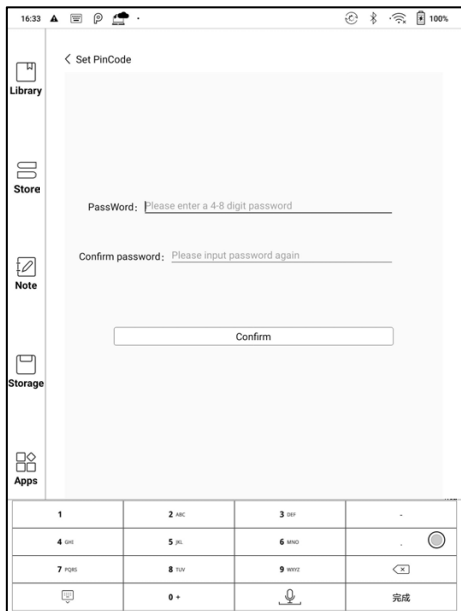 16:33 100%
Set PinCode
Library
Store
PassWord: Please enter a 4-8 digit password
Confirm password: Please input password again
Note
Confirm
Storage
Apps
1 2 ABC 3 DEF -
4 GHI 5 JKL 6 MNO .
7 PQRS 8 TUV 9 WXYZ
0 + 完成